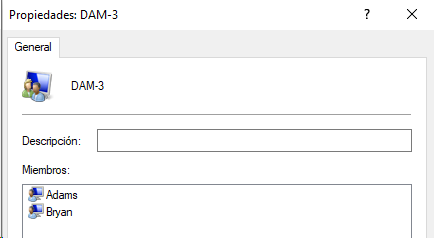 Propiedades: DAM-3
General
DAM-3
Descripción:
Miembros:
Adams
Bryan